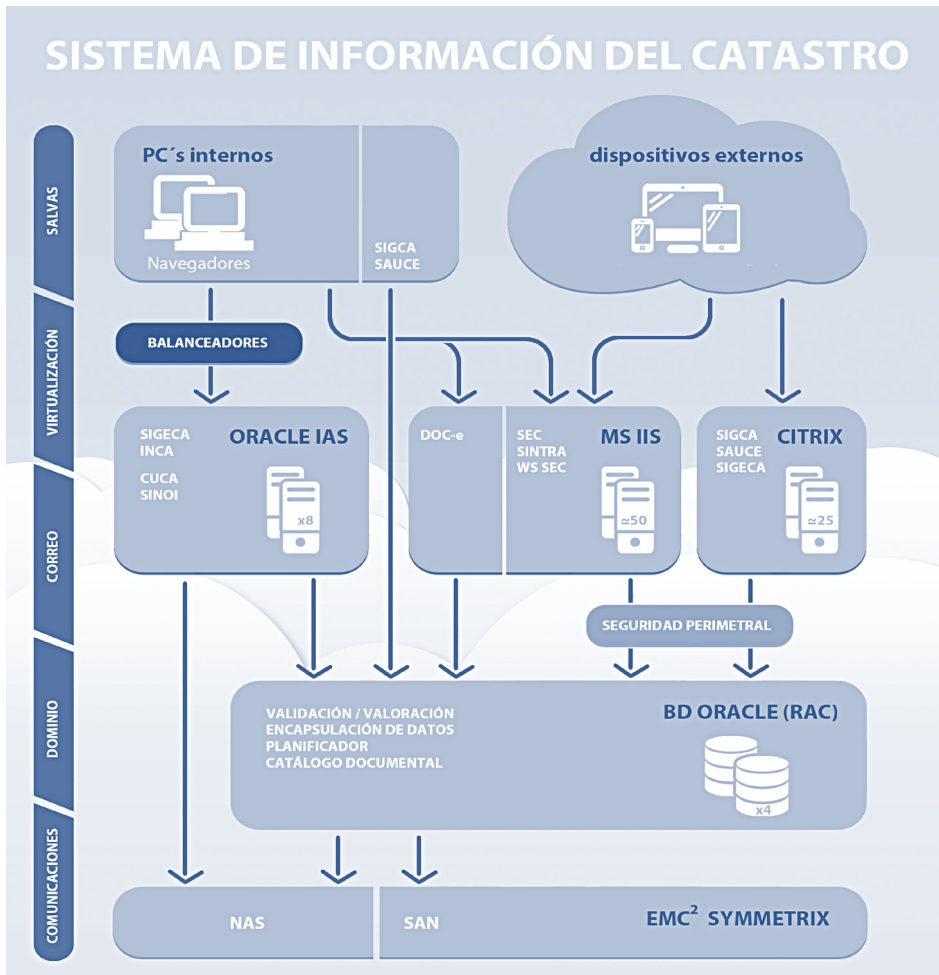 SISTEMA DE INFORMACIÓN DEL CATASTRO
SALVAS
VIRTUALIZACIÓN
CORREO
DOMINIO
COMUNICACIONES
PC´s internos
Navegadores
SIGCA
SAUCE
dispositivos externos
BALANCEADORES
SIGECA
INCA
CUCA
SINOI
ORACLE IAS
x8
DOC-e
SEC
SINTRA
WS SEC
MS IIS
≃50
SIGCA
SAUCE
SIGECA
CITRIX
≃25
SEGURIDAD PERIMETRAL
VALIDACIÓN / VALORACIÓN
ENCAPSULACIÓN DE DATOS
PLANIFICADOR
CATÁLOGO DOCUMENTAL
BD ORACLE (RAC)
x4
NAS
SAN
EMC² SYMMETRIX